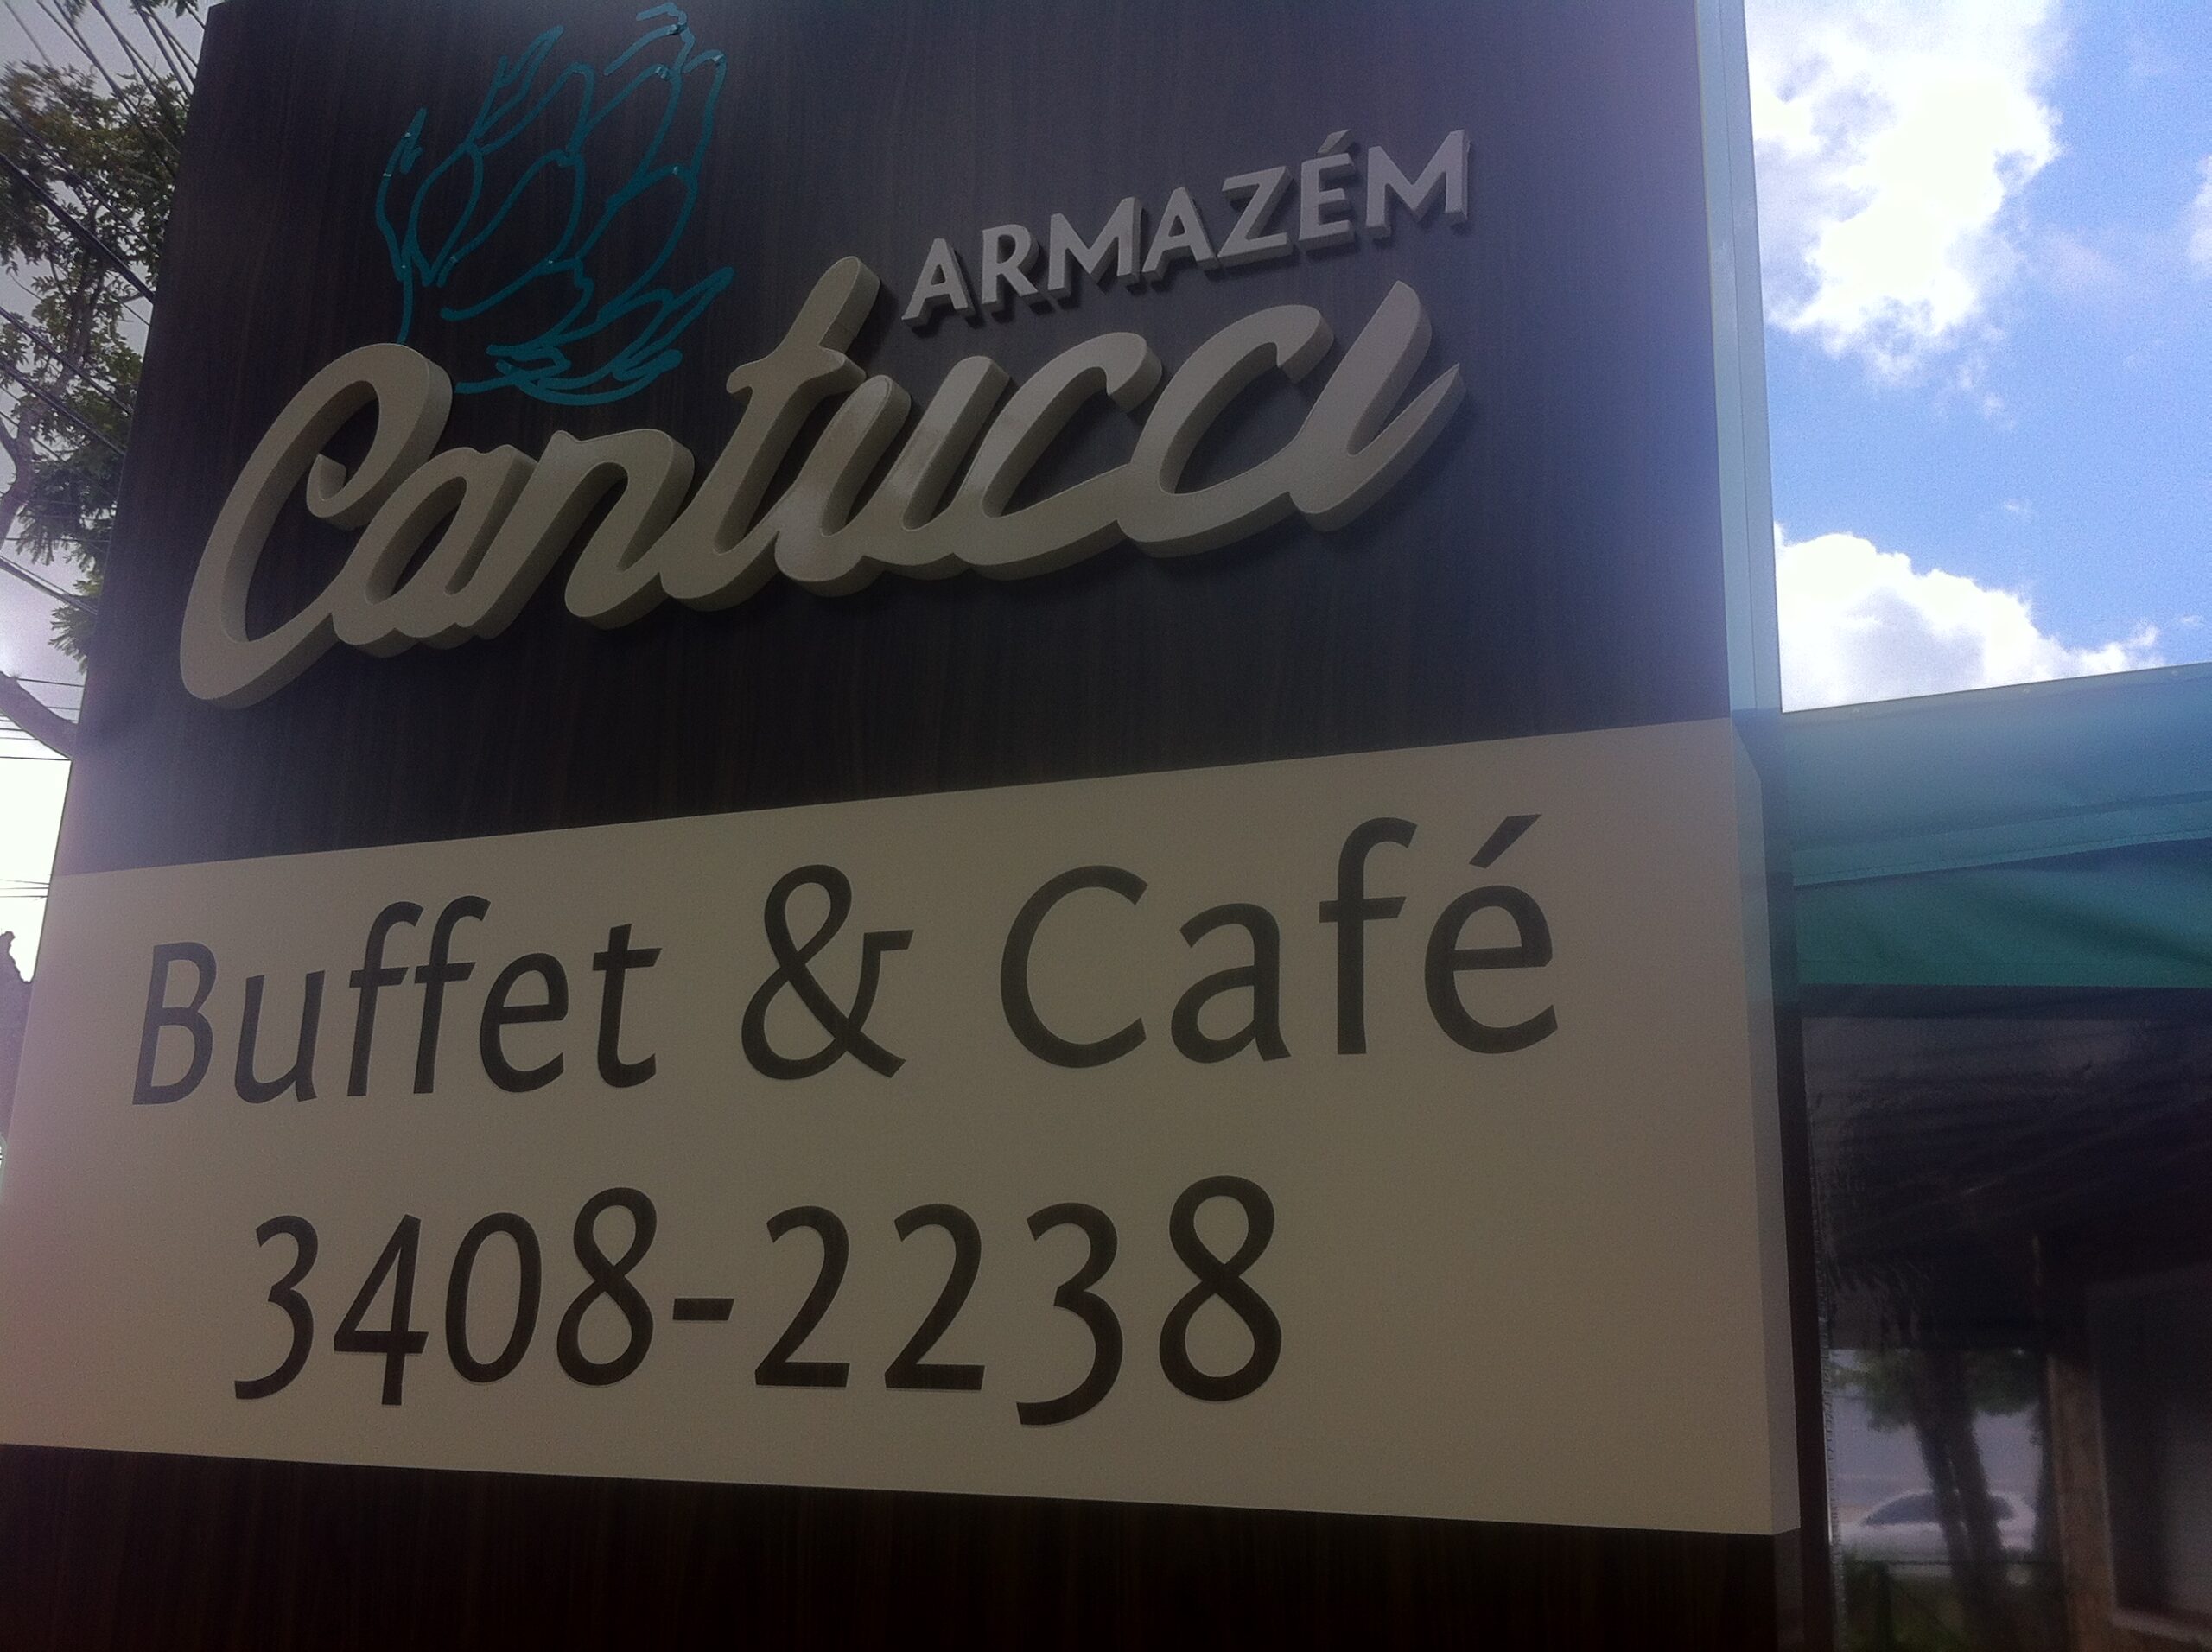 ARMAZÉM
Cantucci
Buffet & Café
3408-2238